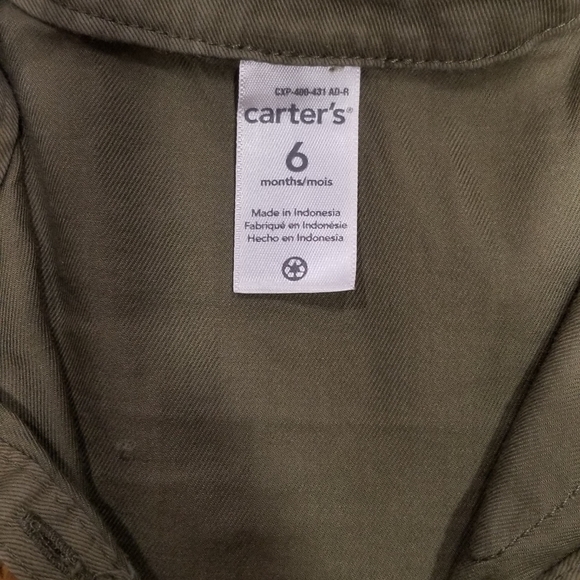 CXP-400-431 AD-R
carter's®
6
months/mois
Made in Indonesia
Fabriqué en Indonésie
Hecho en Indonesia